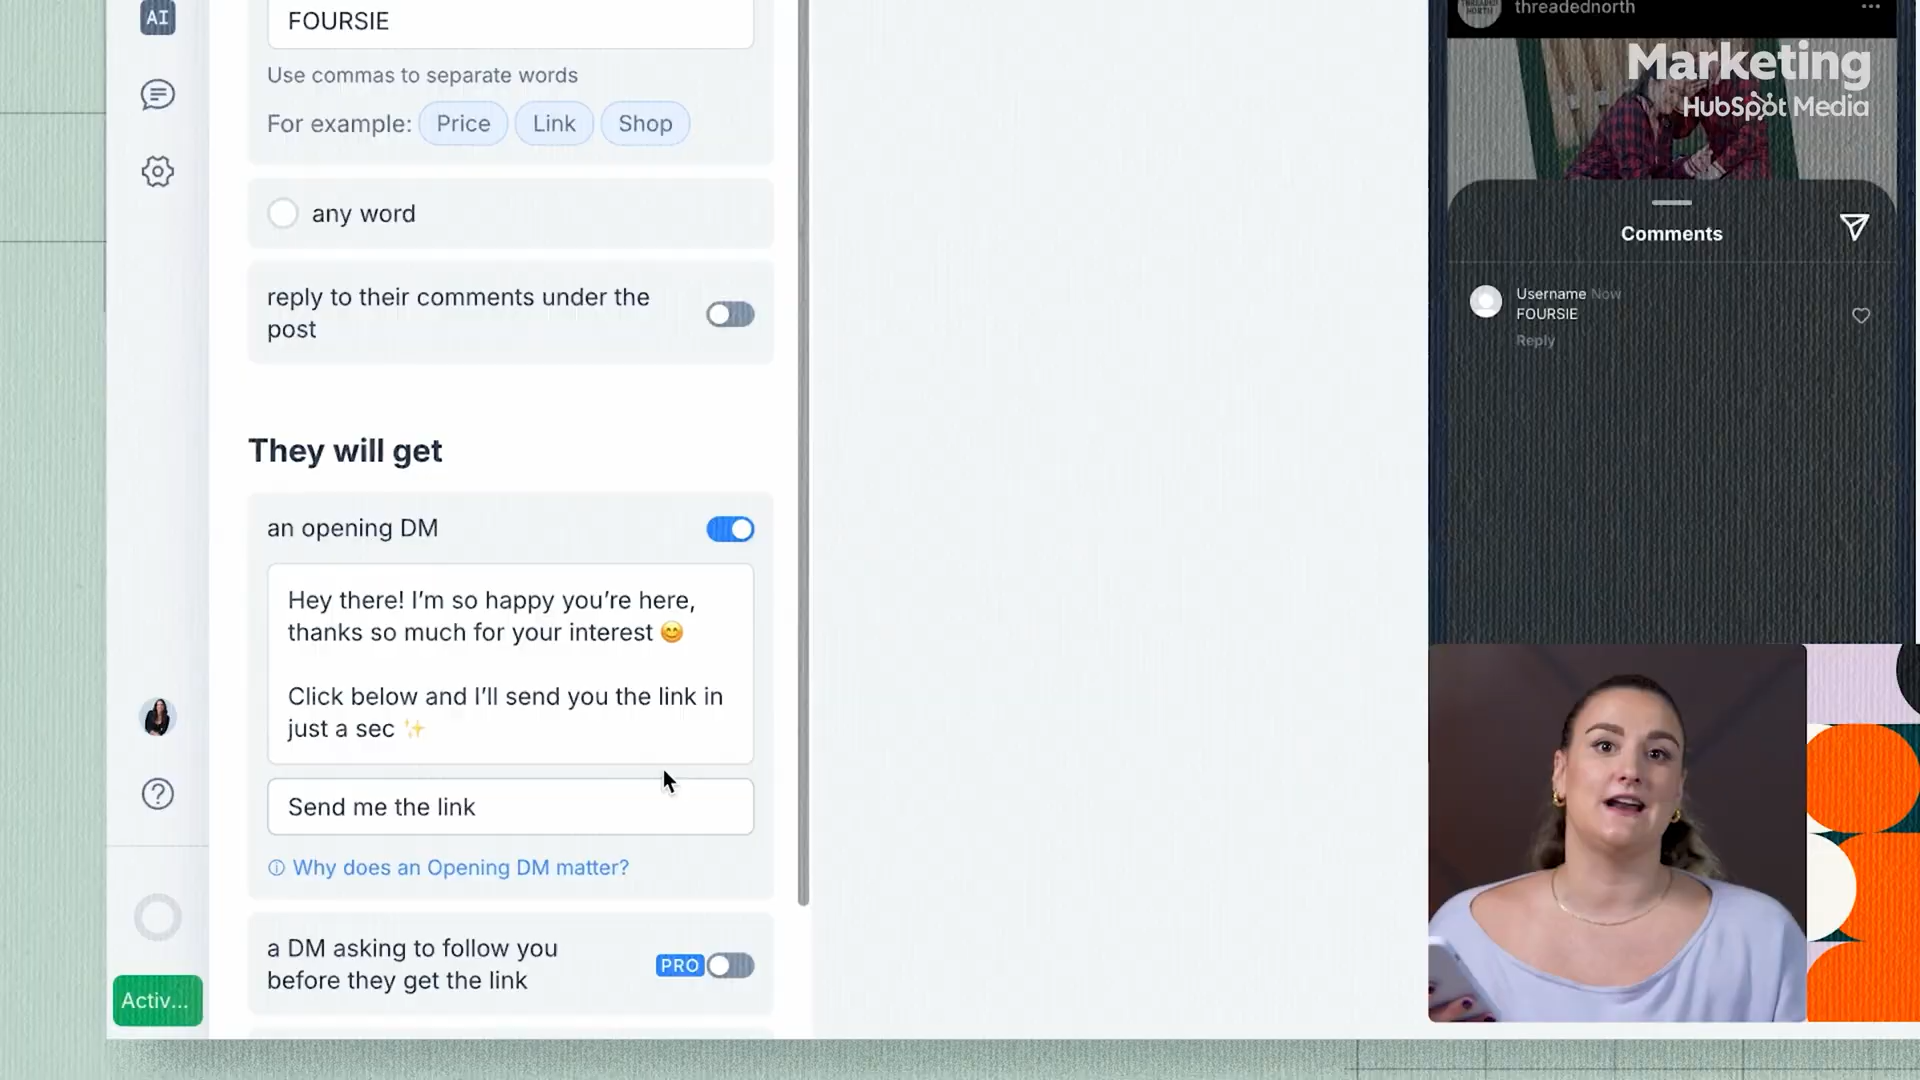 AI
FOURSIE
Use commas to separate words
For example: Price Link Shop
any word
reply to their comments under the
post
They will get
an opening DM
Hey there! I’m so happy you’re here,
thanks so much for your interest 😊
Click below and I’ll send you the link in
just a sec ✨
Send me the link
Why does an Opening DM matter?
a DM asking to follow you
before they get the link
PRO
Activ...
THREADED
NORTH
threadednorth
Marketing
HubSpot Media
Comments
Username Now
FOURSIE
Reply